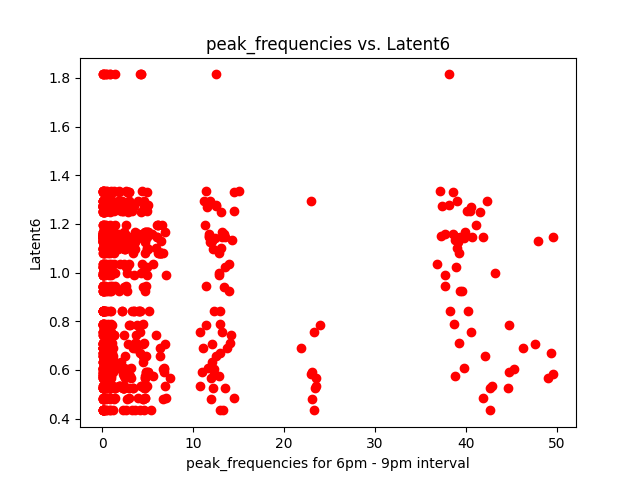 peak_frequencies vs. Latent6
1.8
1.6
1.4
1.2
1.0
0.8
0.6
0.4
Latent6
0 10 20 30 40 50
peak_frequencies for 6pm - 9pm interval